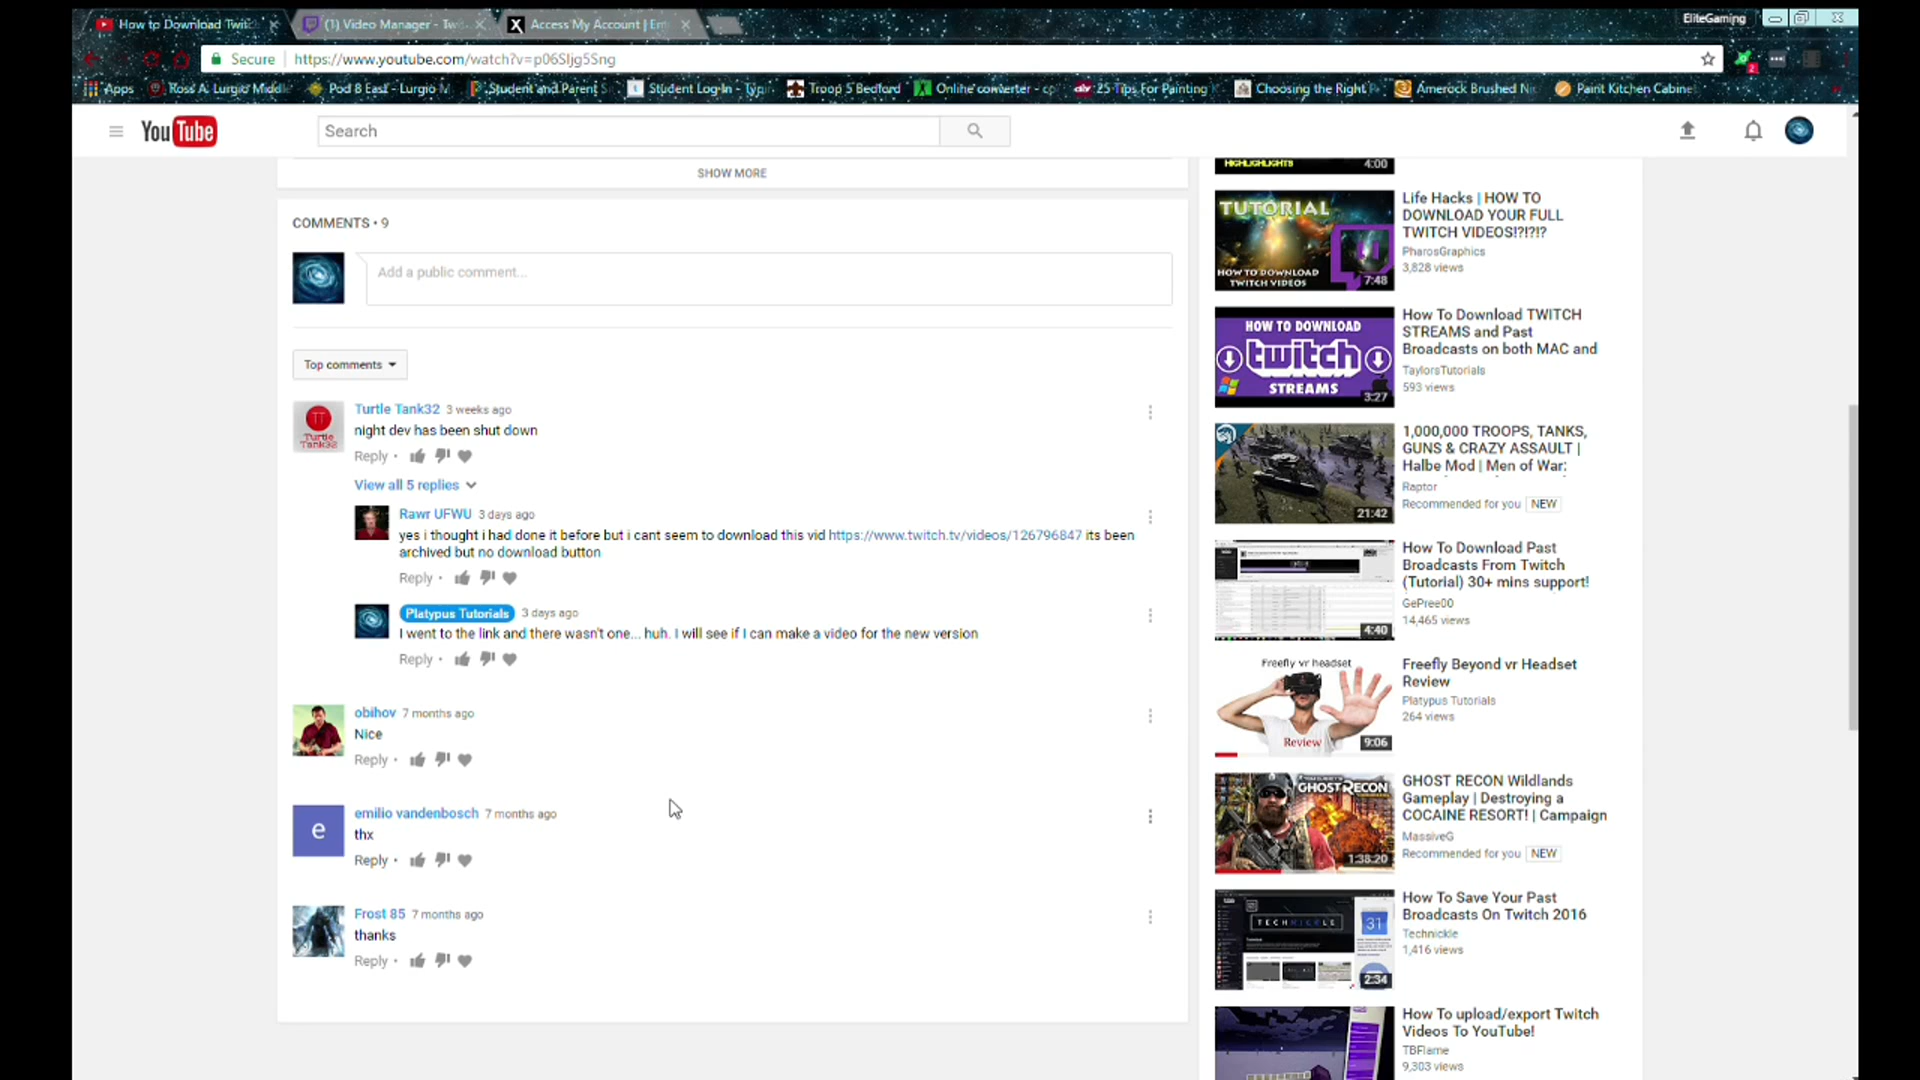 How to Download Twitc
(1) Video Manager - Twi
Access My Account | En
EliteGaming
Secure
https://www.youtube.com/watch?v=p06SIjg5Sng
2
Apps
Ross A. Lurgio Middl
Pod 8 East - Lurgio M
Student and Parent S
Student Log-In - Typi
Troop 5 Bedford
Online converter - co
25 Tips For Painting
Choosing the Right
Amerock Brushed Ni
Paint Kitchen Cabine
YouTube
Search
SHOW MORE
COMMENTS • 9
Add a public comment...
Top comments
Turtle Tank32
TT
Turtle Tank32 3 weeks ago
night dev has been shut down
Reply •
View all 5 replies
Rawr UFWU 3 days ago
yes i thought i had done it before but i cant seem to download this vid https://www.twitch.tv/videos/126796847 its been
archived but no download button
Reply •
Platypus Tutorials 3 days ago
I went to the link and there wasn't one... huh. I will see if I can make a video for the new version
Reply •
obihov 7 months ago
Nice
Reply •
e
emilio vandenbosch 7 months ago
thx
Reply •
Frost 85 7 months ago
thanks
Reply •
HIGHLIGHTS
4:00
TUTORIAL
HOW TO DOWNLOAD
TWITCH VIDEOS
7:48
Life Hacks | HOW TO
DOWNLOAD YOUR FULL
TWITCH VIDEOS!?!?!?
PharosGraphics
3,828 views
HOW TO DOWNLOAD
twitch
STREAMS
3:27
How To Download TWITCH
STREAMS and Past
Broadcasts on both MAC and
TaylorsTutorials
593 views
21:42
1,000,000 TROOPS, TANKS,
GUNS & CRAZY ASSAULT |
Halbe Mod | Men of War:
Raptor
Recommended for you NEW
4:40
How To Download Past
Broadcasts From Twitch
(Tutorial) 30+ mins support!
GePree00
14,465 views
Freefly vr headset
Review
9:06
Freefly Beyond vr Headset
Review
Platypus Tutorials
264 views
GHOST RECON
1:38:20
GHOST RECON Wildlands
Gameplay | Destroying a
COCAINE RESORT! | Campaign
MassiveG
Recommended for you NEW
TECHNICKLE
31
2:34
How To Save Your Past
Broadcasts On Twitch 2016
Technickle
1,416 views
How To upload/export Twitch
Videos To YouTube!
TBFlame
9,303 views